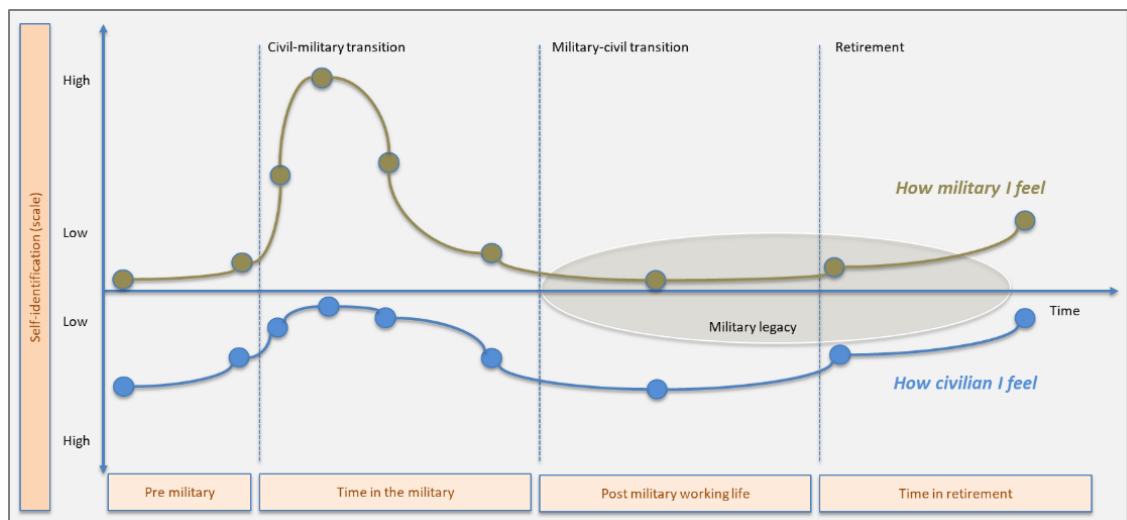 Civil-military transition
Military-civil transition
Retirement
High
How military I feel
Low
Self-identification (scale)
Low
Time
Military legacy
How civilian I feel
High
Pre military
Time in the military
Post military working life
Time in retirement